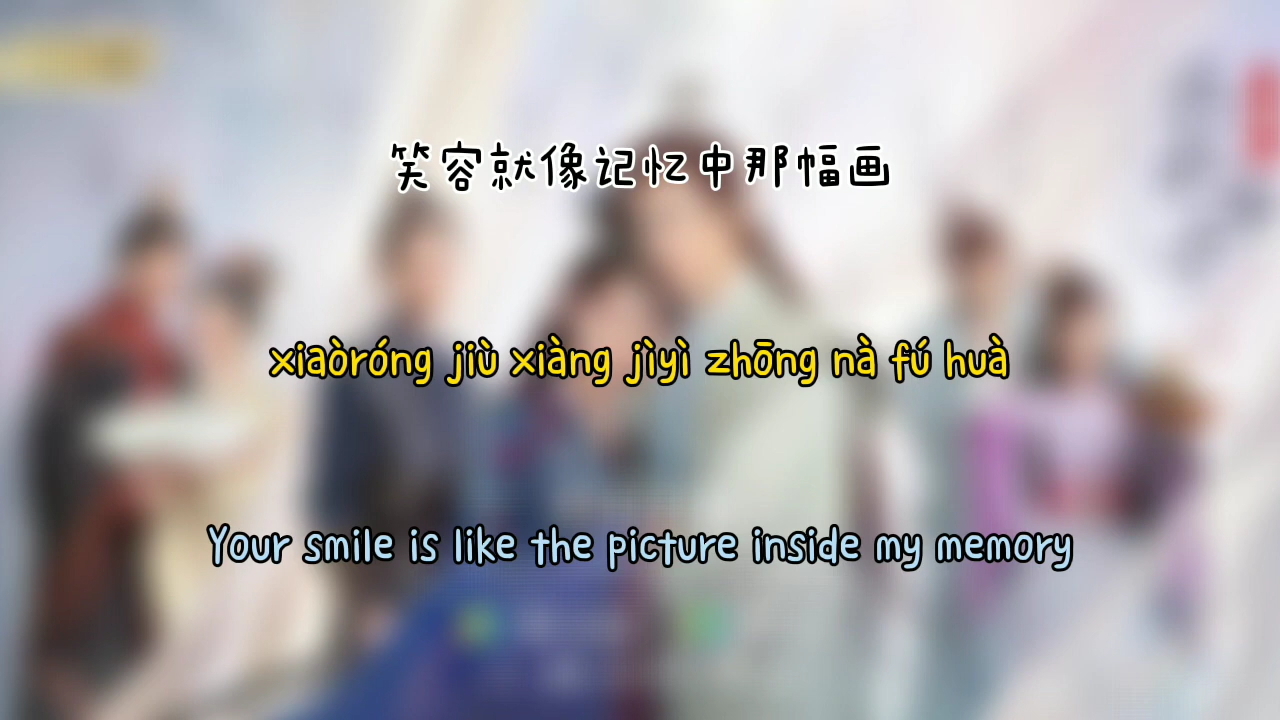 笑容就像记忆中那幅画
xiaòróng jiù xiàng jìyì zhōng nà fú huà
Your smile is like the picture inside my memory